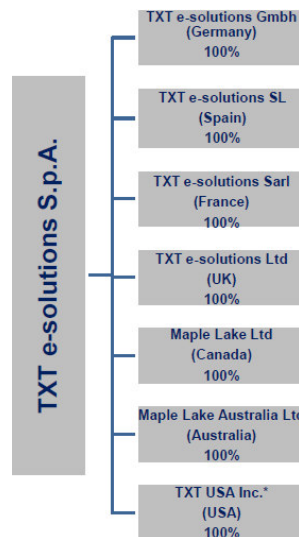 TXT e-solutions S.p.A.
TXT e-solutions Gmbh
(Germany)
100%
TXT e-solutions SL
(Spain)
100%
TXT e-solutions Sarl
(France)
100%
TXT e-solutions Ltd
(UK)
100%
Maple Lake Ltd
(Canada)
100%
Maple Lake Australia Ltd
(Australia)
100%
TXT USA Inc.*
(USA)
100%